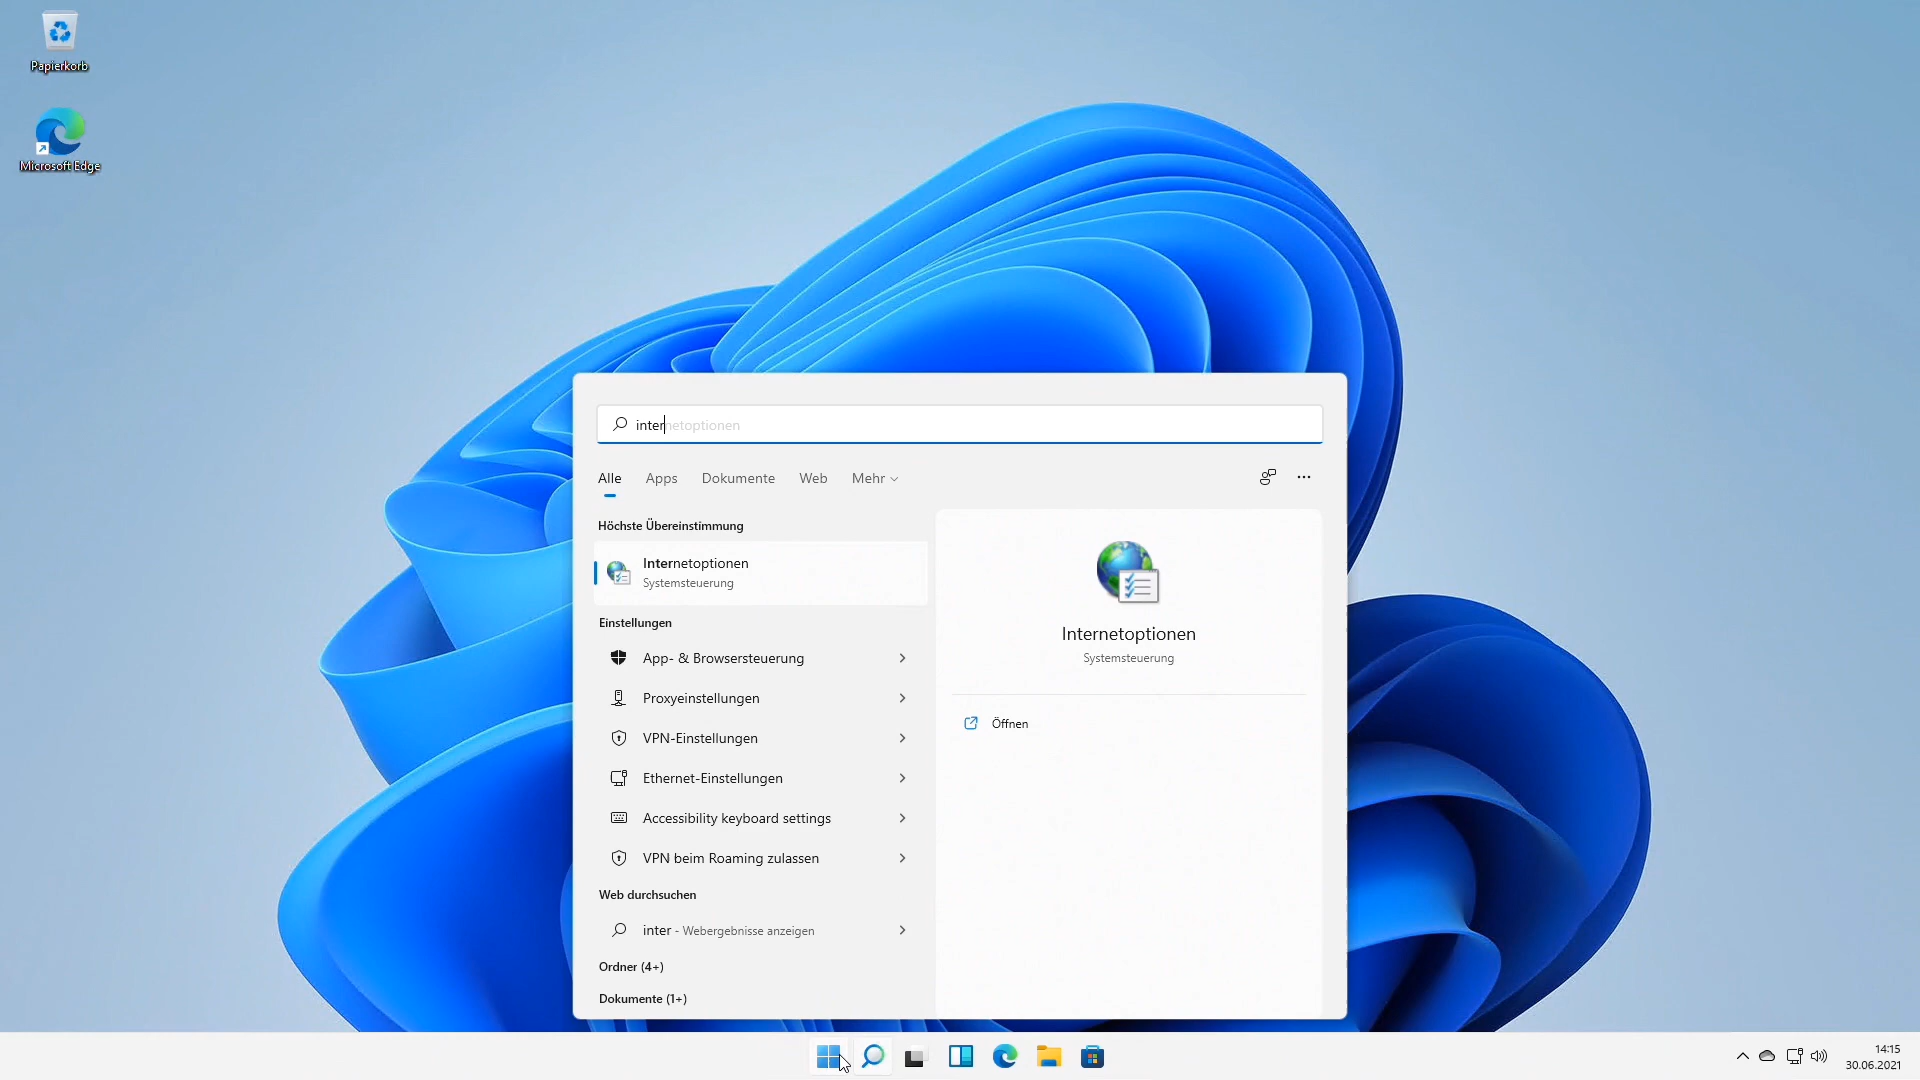 Papierkorb
Microsoft Edge
internetoptionen
Alle Apps Dokumente Web Mehr
Höchste Übereinstimmung
Internetoptionen
Systemsteuerung
Einstellungen
App- & Browsersteuerung
Proxyeinstellungen
VPN-Einstellungen
Ethernet-Einstellungen
Accessibility keyboard settings
VPN beim Roaming zulassen
Web durchsuchen
inter - Webergebnisse anzeigen
Ordner (4+)
Dokumente (1+)
Internetoptionen
Systemsteuerung
Öffnen
14:15
30.06.2021